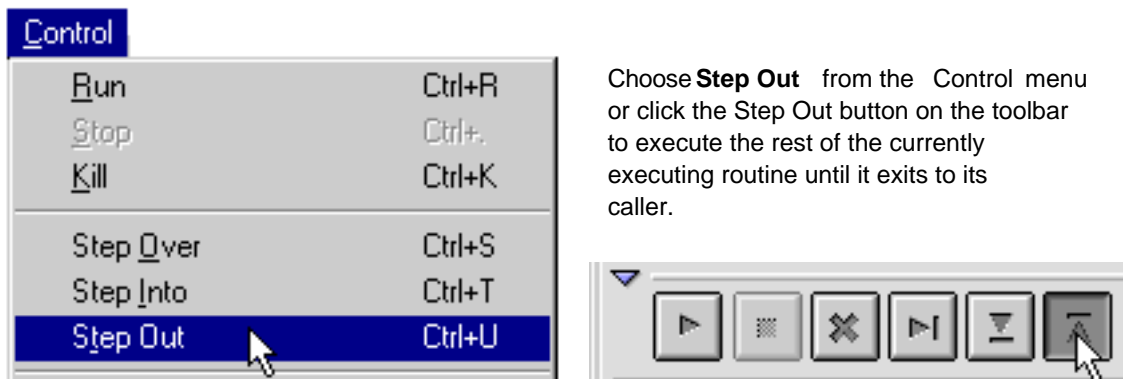 Control
Run Ctrl+R
Stop Ctrl+.
Kill Ctrl+K
Step Over Ctrl+S
Step Into Ctrl+T
Step Out Ctrl+U
Choose Step Out from the Control menu
or click the Step Out button on the toolbar
to execute the rest of the currently
executing routine until it exits to its
caller.